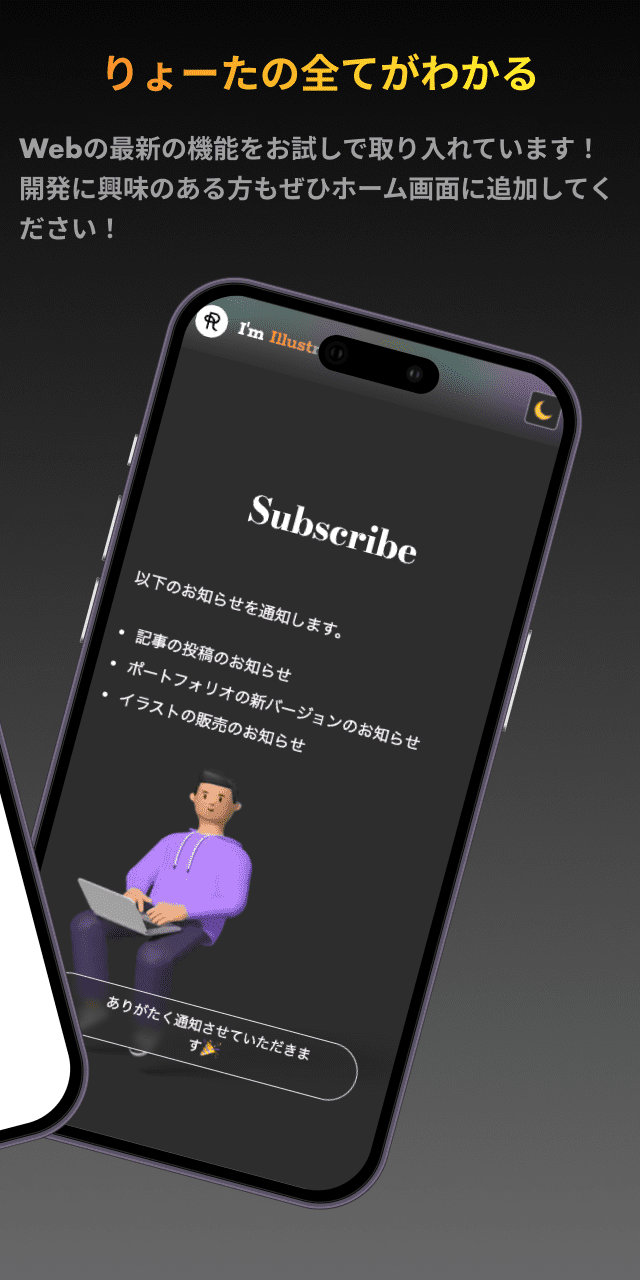 りょーたの全てがわかる
Webの最新の機能をお試しで取り入れています！
開発に興味のある方もぜひホーム画面に追加してく
ださい！
I'm Illustr
Subscribe
以下のお知らせを通知します。
• 記事の投稿のお知らせ
• ポートフォリオの新バージョンのお知らせ
• イラストの販売のお知らせ
ありがたく通知させていただきま
す🎉